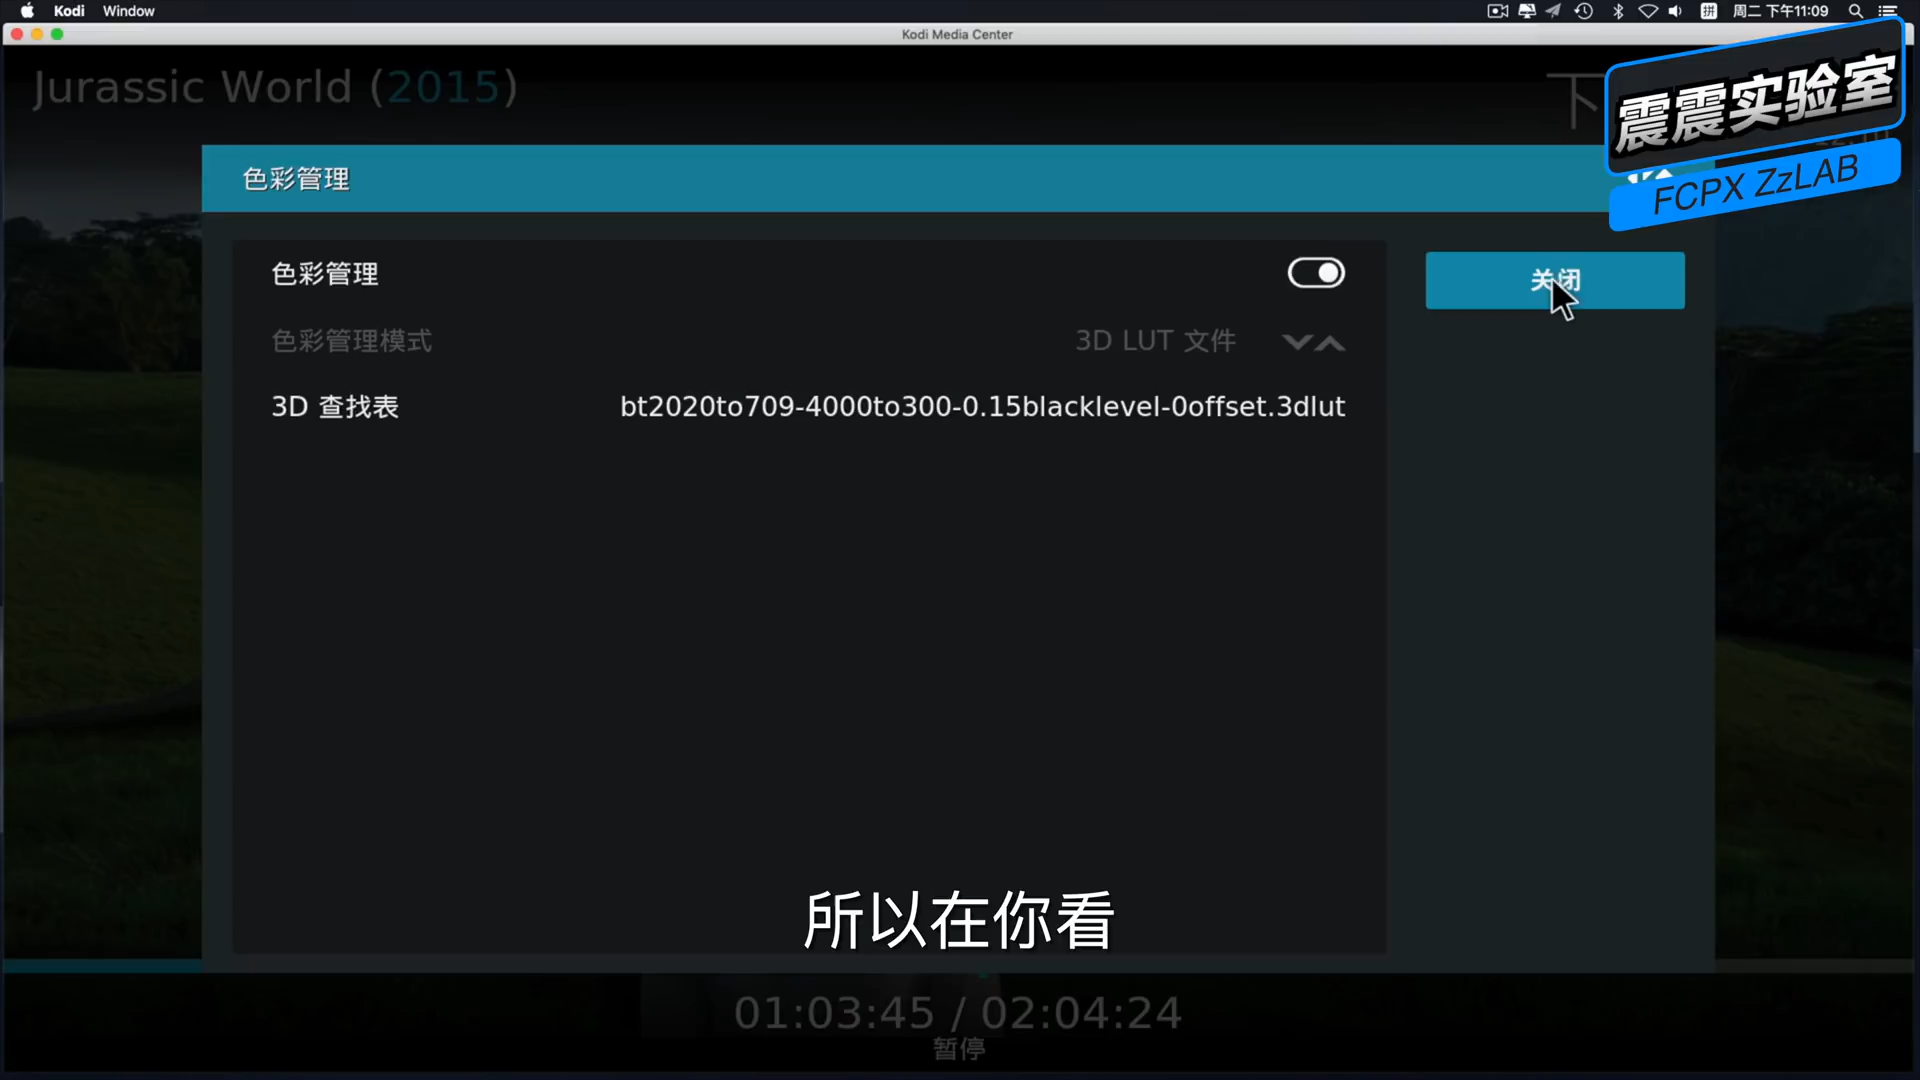 Kodi Window
周二 下午11:09
Kodi Media Center
Jurassic World (2015)
下
震震实验室
FCPX ZzLAB
色彩管理
色彩管理
关闭
色彩管理模式 3D LUT 文件
3D 查找表 bt2020to709-4000to300-0.15blacklevel-0offset.3dlut
所以在你看
01:03:45 / 02:04:24
暂停